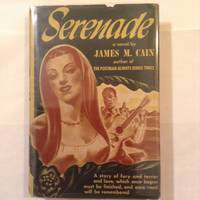 Serenade
a novel by
JAMES M. CAIN
author of
THE POSTMAN ALWAYS RINGS TWICE
A story of fury and terror
and love, which once begun
must be finished, and once read
will be remembered.